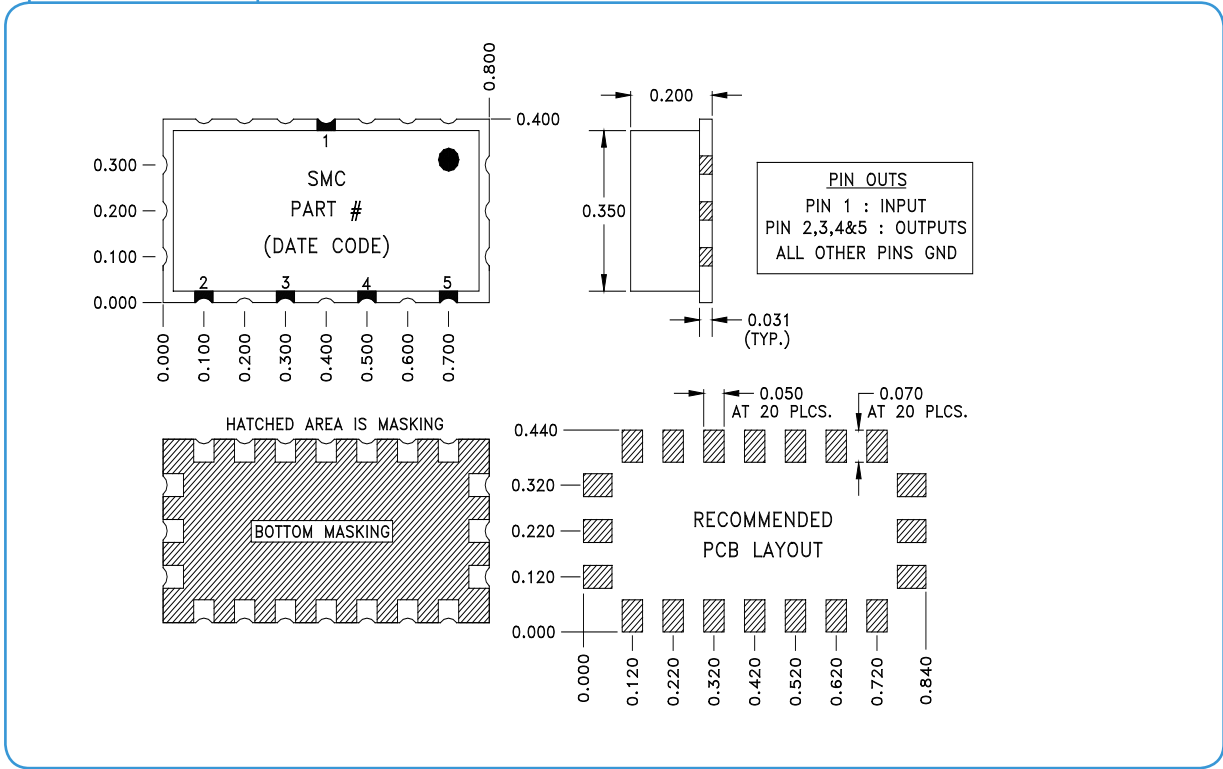 0.800
0.400
1
0.300
0.200
0.100
0.000
SMC
PART #
(DATE CODE)
2 3 4 5
0.000 0.100 0.200 0.300 0.400 0.500 0.600 0.700
0.200
0.350
0.031
(TYP.)
PIN OUTS
PIN 1 : INPUT
PIN 2,3,4&5 : OUTPUTS
ALL OTHER PINS GND
HATCHED AREA IS MASKING
BOTTOM MASKING
0.050
AT 20 PLCS.
0.070
AT 20 PLCS.
0.440
0.320
0.220
0.120
0.000
RECOMMENDED
PCB LAYOUT
0.000 0.120 0.220 0.320 0.420 0.520 0.620 0.720 0.840